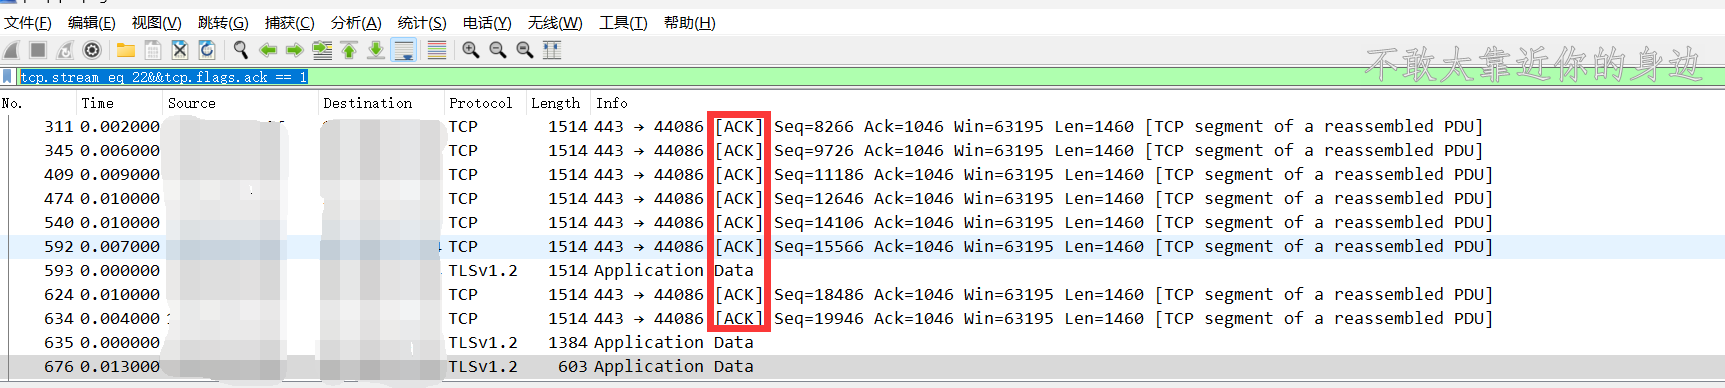 文件(F) 编辑(E) 视图(V) 跳转(G) 捕获(C) 分析(A) 统计(S) 电话(Y) 无线(W) 工具(T) 帮助(H)
不敢太靠近你的身边
tcp.stream eq 22&&tcp.flags.ack == 1
No. Time Source Destination Protocol Length Info
311 0.002000 TCP 1514 443 → 44086 [ACK] Seq=8266 Ack=1046 Win=63195 Len=1460 [TCP segment of a reassembled PDU]
345 0.006000 TCP 1514 443 → 44086 [ACK] Seq=9726 Ack=1046 Win=63195 Len=1460 [TCP segment of a reassembled PDU]
409 0.009000 TCP 1514 443 → 44086 [ACK] Seq=11186 Ack=1046 Win=63195 Len=1460 [TCP segment of a reassembled PDU]
474 0.010000 TCP 1514 443 → 44086 [ACK] Seq=12646 Ack=1046 Win=63195 Len=1460 [TCP segment of a reassembled PDU]
540 0.010000 TCP 1514 443 → 44086 [ACK] Seq=14106 Ack=1046 Win=63195 Len=1460 [TCP segment of a reassembled PDU]
592 0.007000 TCP 1514 443 → 44086 [ACK] Seq=15566 Ack=1046 Win=63195 Len=1460 [TCP segment of a reassembled PDU]
593 0.000000 TLSv1.2 1514 Application Data
624 0.010000 TCP 1514 443 → 44086 [ACK] Seq=18486 Ack=1046 Win=63195 Len=1460 [TCP segment of a reassembled PDU]
634 0.004000 TCP 1514 443 → 44086 [ACK] Seq=19946 Ack=1046 Win=63195 Len=1460 [TCP segment of a reassembled PDU]
635 0.000000 TLSv1.2 1384 Application Data
676 0.013000 TLSv1.2 603 Application Data